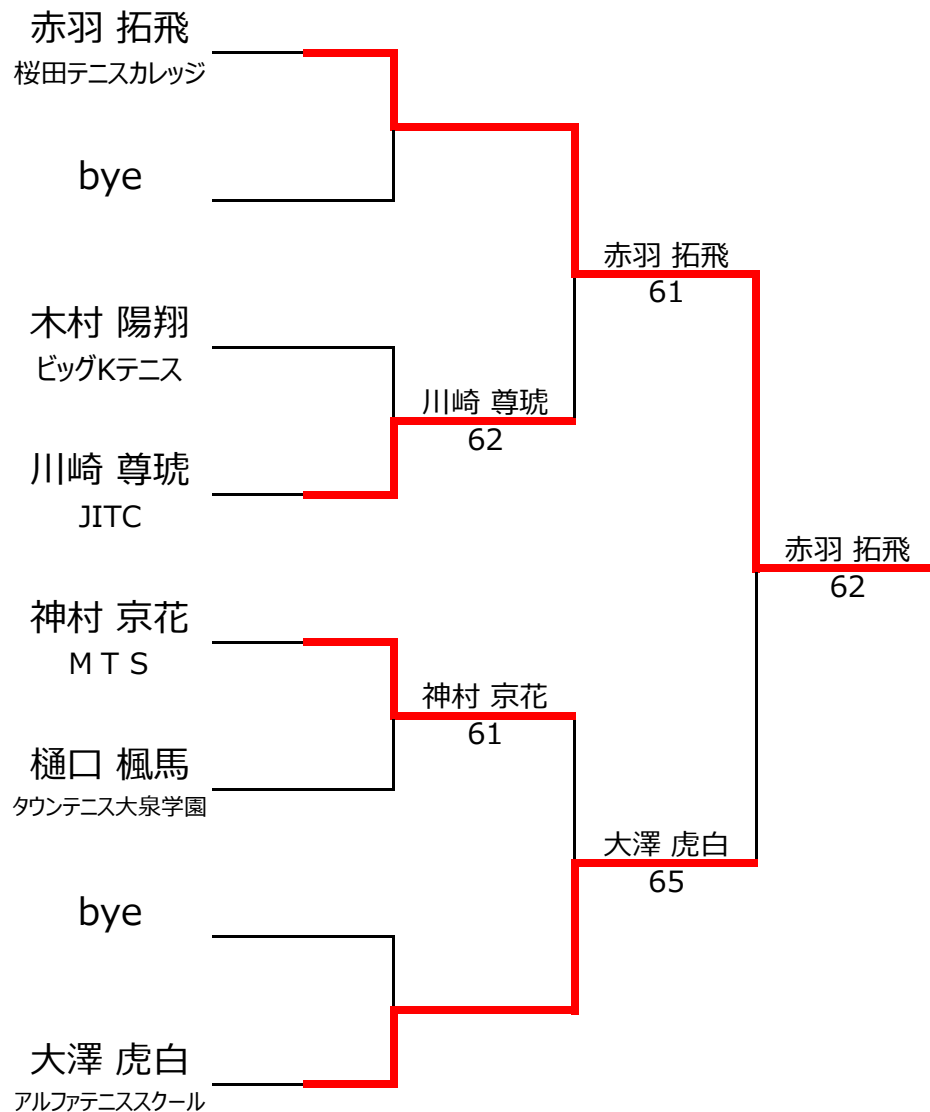 赤羽 拓飛
桜田テニスカレッジ
bye
赤羽 拓飛
61
木村 陽翔
ビッグKテニス
川崎 尊琥
62
川崎 尊琥
JITC
赤羽 拓飛
62
神村 京花
ＭＴＳ
神村 京花
61
樋口 楓馬
タウンテニス大泉学園
大澤 虎白
65
bye
大澤 虎白
アルファテニススクール